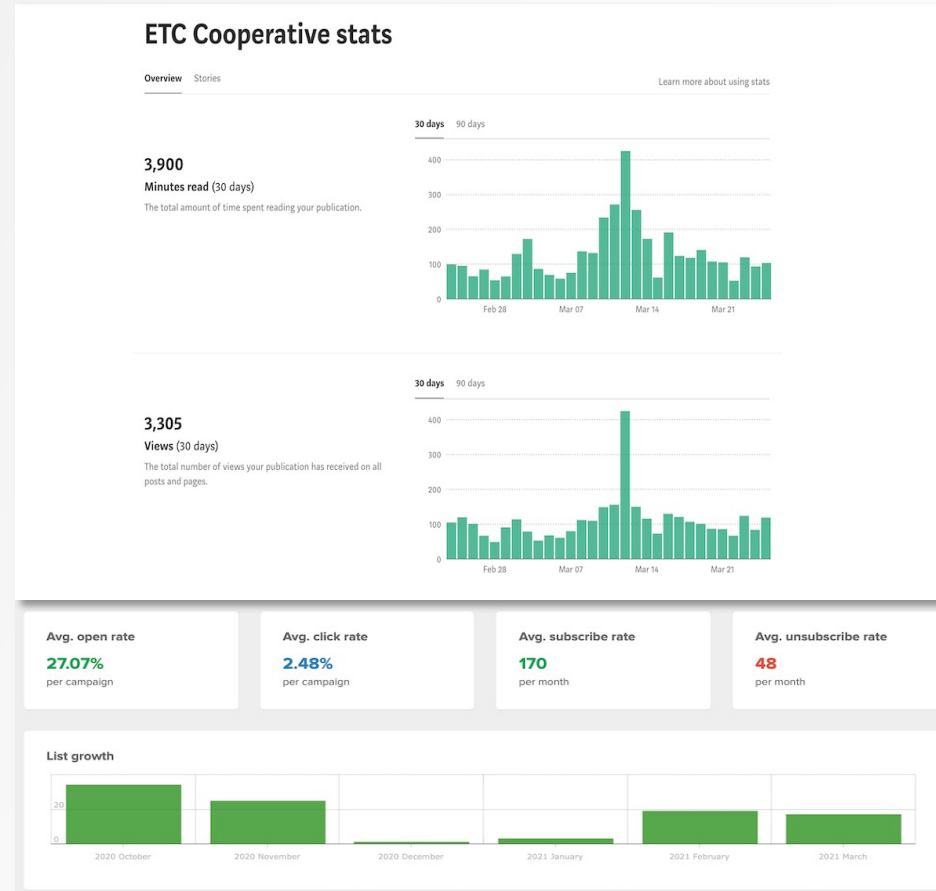 ETC Cooperative stats
Overview Stories
Learn more about using stats
30 days 90 days
3,900
Minutes read (30 days)
The total amount of time spent reading your publication.
400
300
200
100
0
Feb 28 Mar 07 Mar 14 Mar 21
30 days 90 days
3,305
Views (30 days)
The total number of views your publication has received on all
posts and pages.
400
300
200
100
0
Feb 28 Mar 07 Mar 14 Mar 21
Avg. open rate
27.07%
per campaign
Avg. click rate
2.48%
per campaign
Avg. subscribe rate
170
per month
Avg. unsubscribe rate
48
per month
List growth
20
0
2020 October 2020 November 2020 December 2021 January 2021 February 2021 March